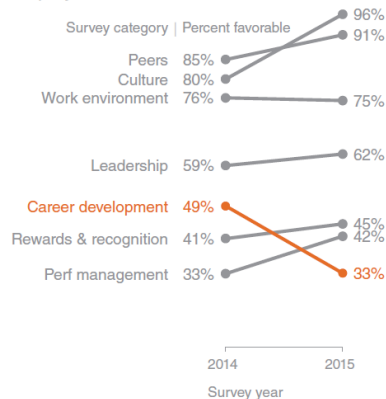 96%
Survey category | Percent favorable
91%
Peers 85%
Culture 80%
Work environment 76%
75%
62%
Leadership 59%
Career development 49%
45%
Rewards & recognition 41%
42%
Perf management 33%
33%
2014 2015
Survey year